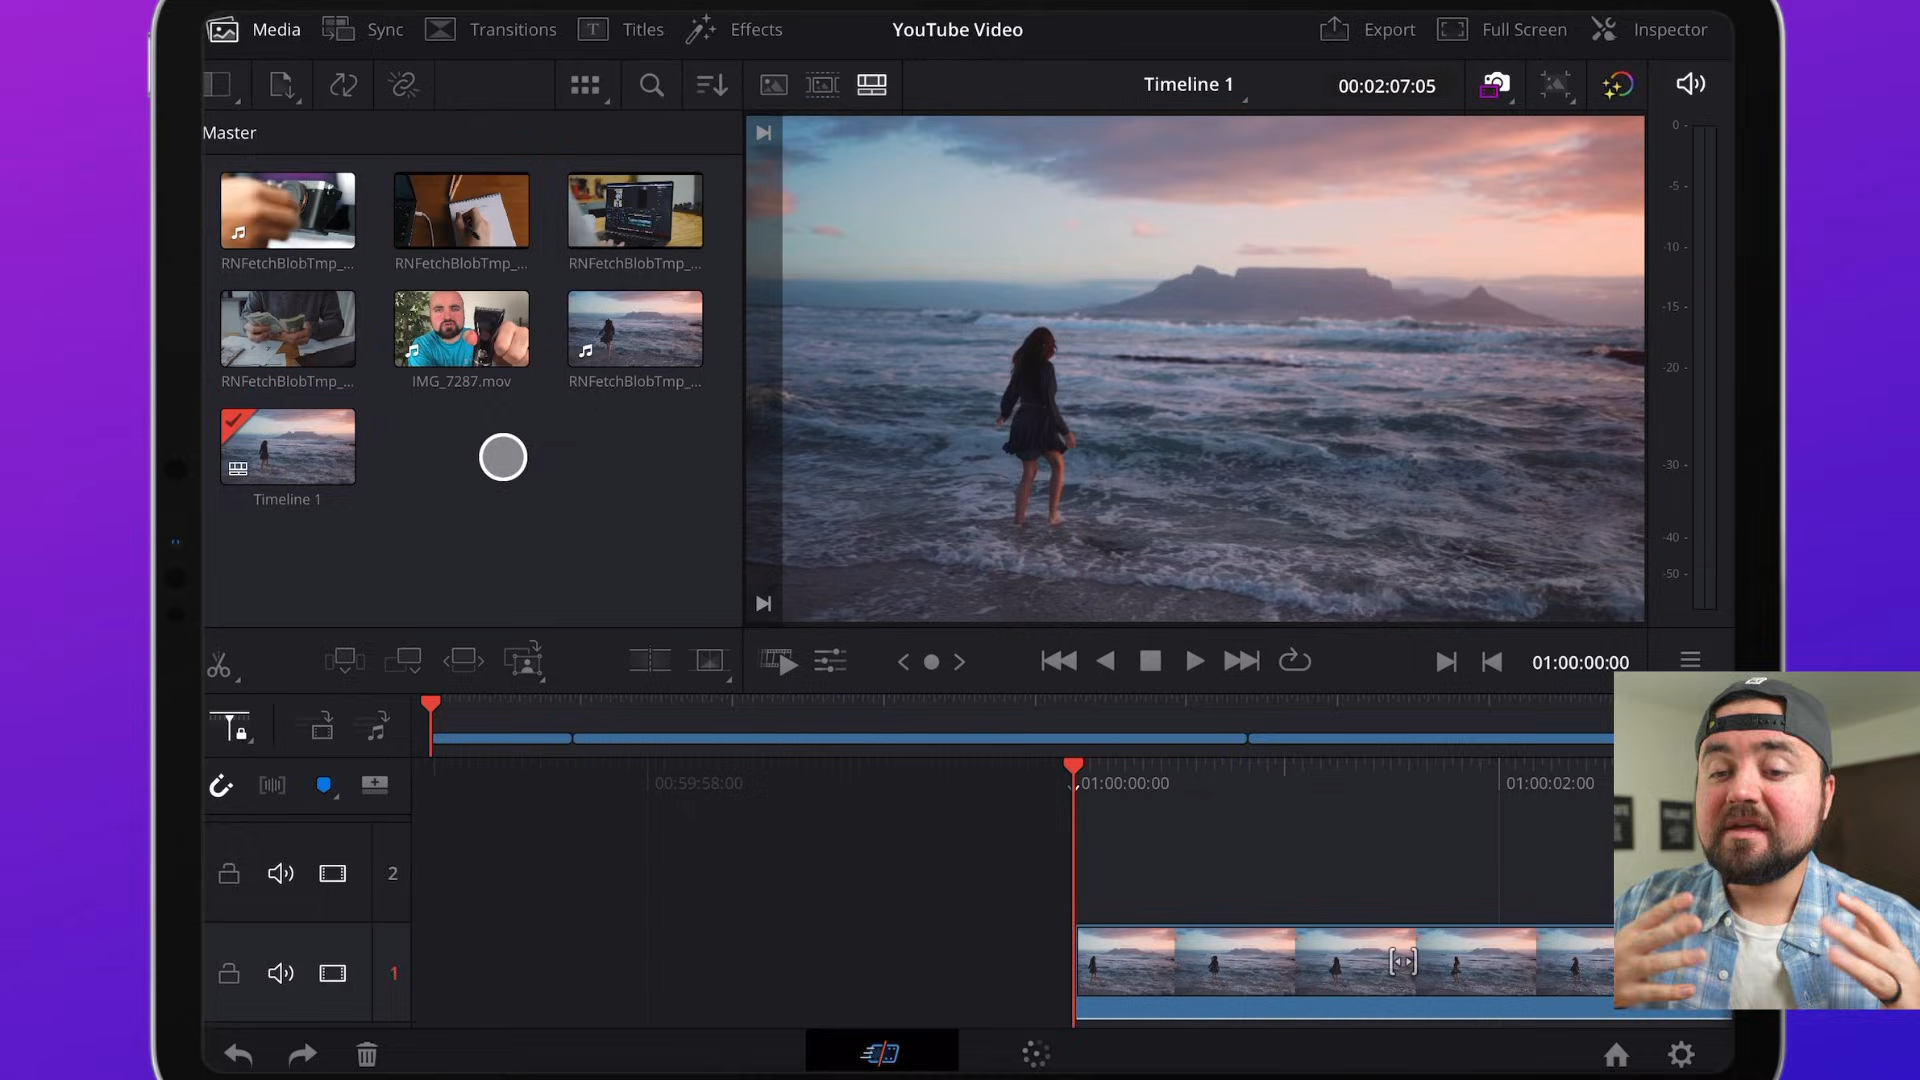 Media Sync Transitions Titles Effects YouTube Video Export Full Screen Inspector
Timeline 1 00:02:07:05
Master
RNFetchBlobTmp_... RNFetchBlobTmp_... RNFetchBlobTmp_...
RNFetchBlobTmp_... IMG_7287.mov RNFetchBlobTmp_...
Timeline 1
0
-5
-10
-15
-20
-30
-40
-50
01:00:00:00
00:59:58:00 01:00:00:00 01:00:02:00
2
1